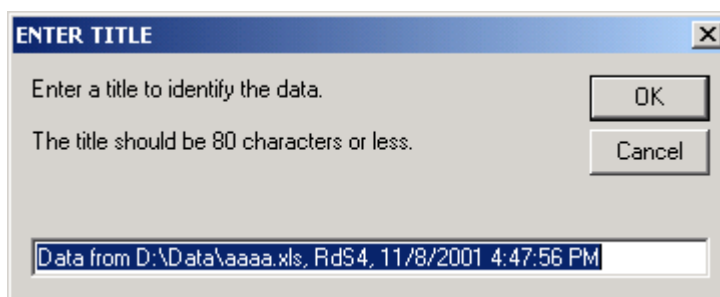 ENTER TITLE
Enter a title to identify the data.
OK
The title should be 80 characters or less.
Cancel
Data from D:\Data\aaaa.xls, RdS4, 11/8/2001 4:47:56 PM